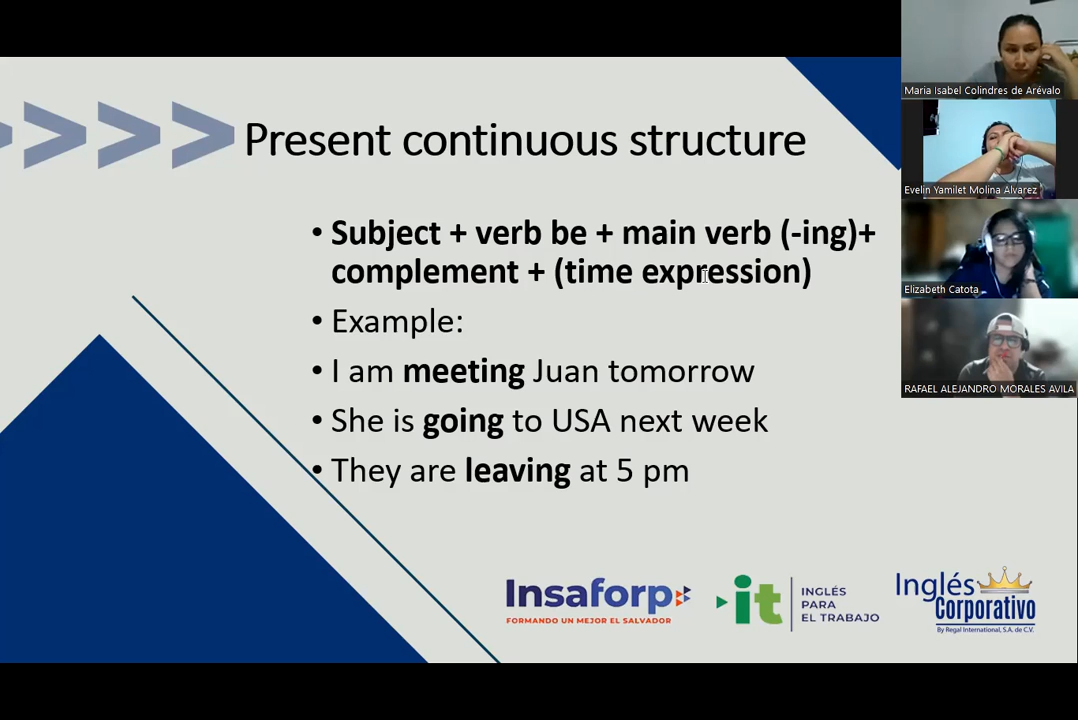 Present continuous structure
• Subject + verb be + main verb (-ing)+
complement + (time expression)
• Example:
• I am meeting Juan tomorrow
• She is going to USA next week
• They are leaving at 5 pm
Insaforp
FORMANDO UN MEJOR EL SALVADOR
it
INGLÉS
PARA
EL TRABAJO
Inglés
Corporativo
By Regal International, S.A. de C.V.
Maria Isabel Colindres de Arévalo
Evelin Yamilet Molina Alvarez
Elizabeth Catota
RAFAEL ALEJANDRO MORALES AVILA